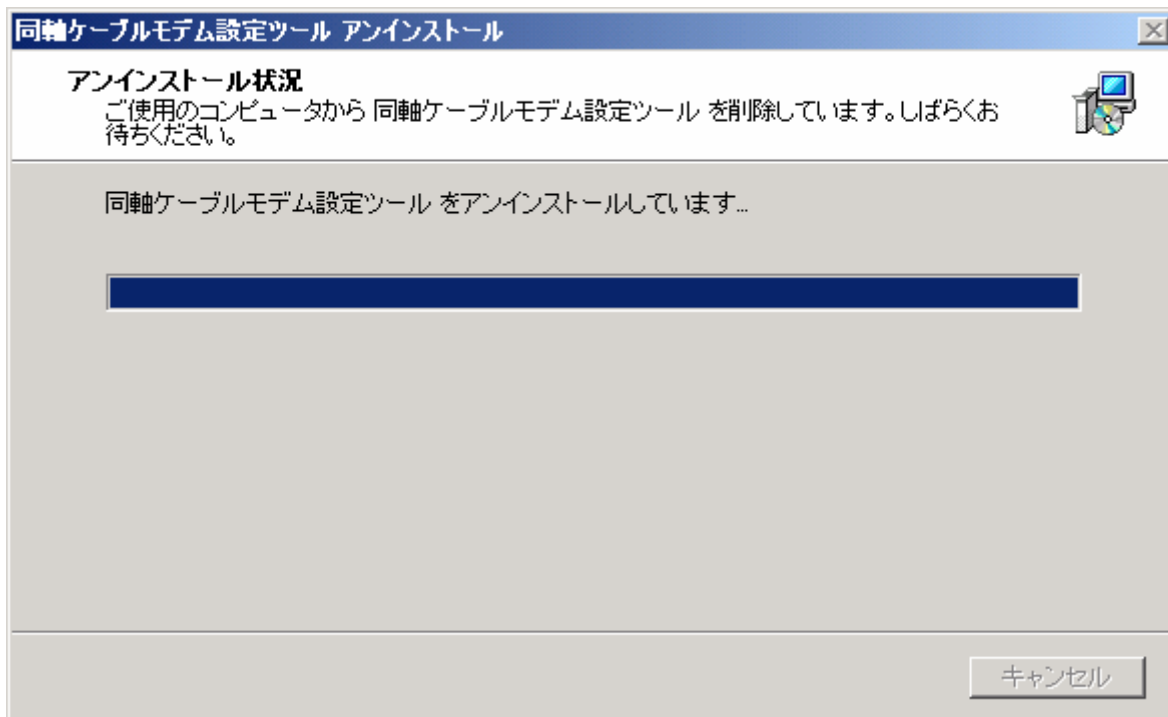 同軸ケーブルモデム設定ツール アンインストール
アンインストール状況
ご使用のコンピュータから 同軸ケーブルモデム設定ツール を削除しています。しばらくお
待ちください。
同軸ケーブルモデム設定ツール をアンインストールしています...
キャンセル